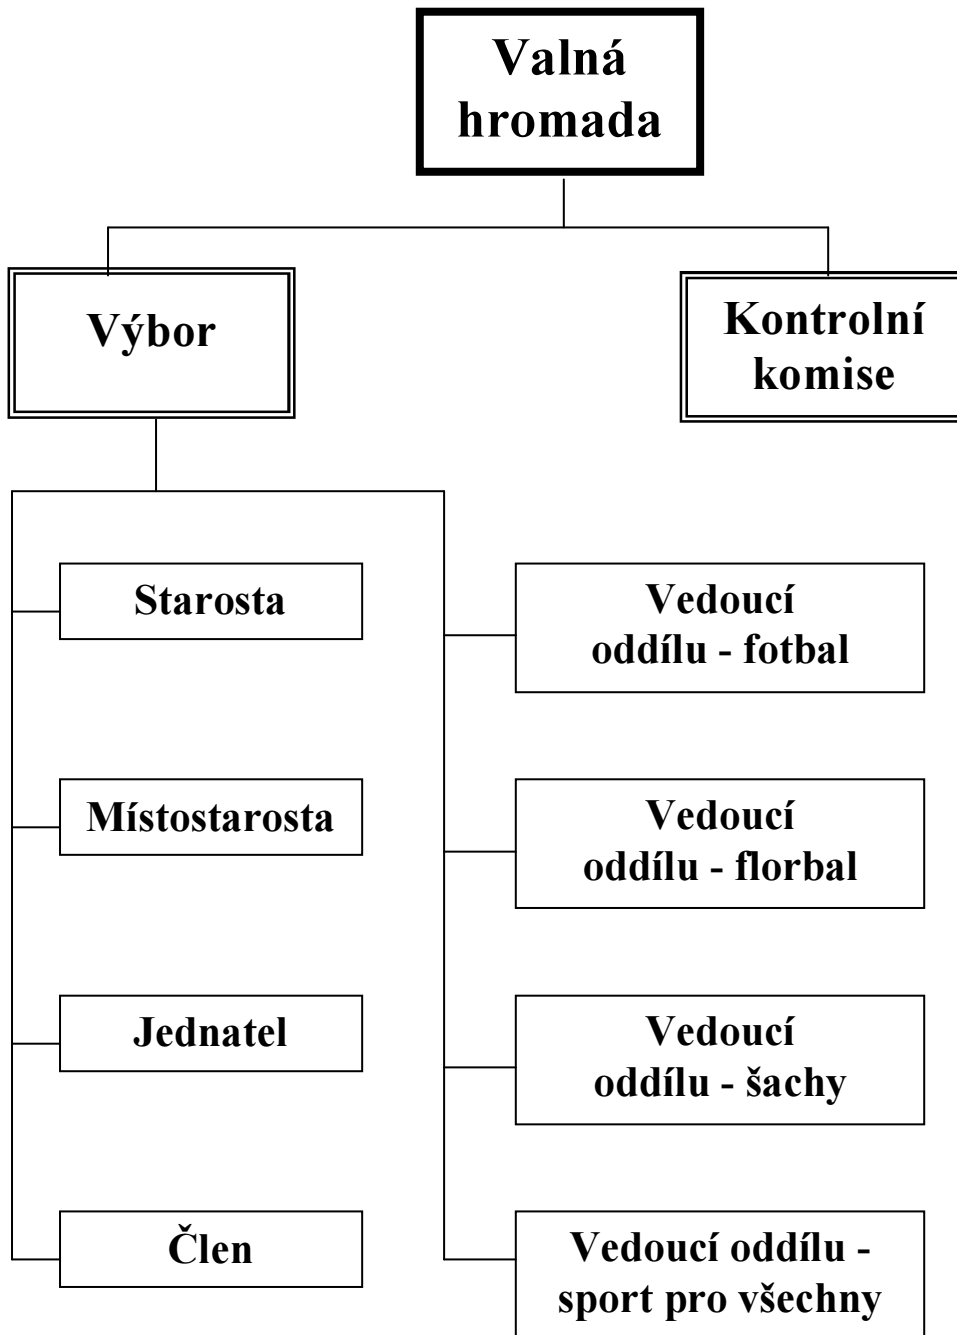 Valná
hromada
Výbor
Kontrolní
komise
Starosta
Vedoucí
oddílu - fotbal
Místostarosta
Vedoucí
oddílu - florbal
Jednatel
Vedoucí
oddílu - šachy
Člen
Vedoucí oddílu -
sport pro všechny